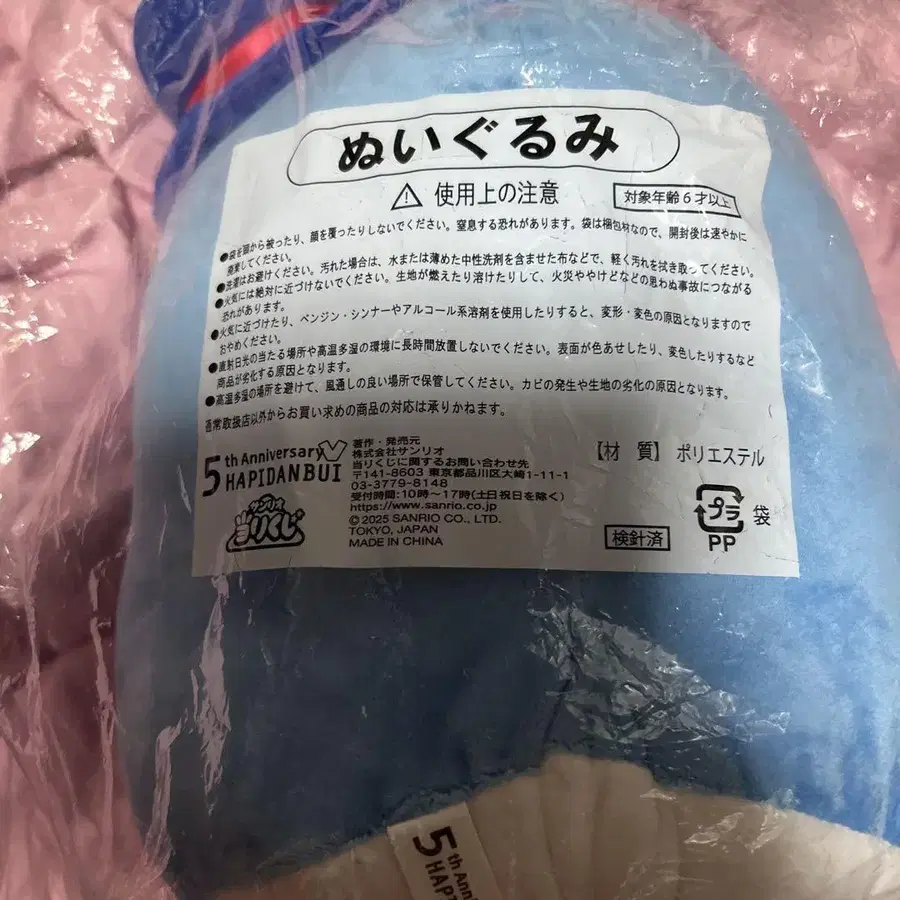 ぬいぐるみ
⚠ 使用上の注意
対象年齢6才以上
●袋を頭から被ったり、顔を覆ったりしないでください。窒息する恐れがあります。袋は梱包材なので、開封後は速やかに
廃棄してください。
●洗濯はお避けください。汚れた場合は、水または薄めた中性洗剤を含ませた布などで、軽く汚れを拭き取ってください。
●火気には絶対に近づけないでください。生地が燃えたり溶けたりして、火災ややけどなどの思わぬ事故につながる
恐れがあります。
●火気に近づけたり、ベンジン・シンナーやアルコール系溶剤を使用したりすると、変形・変色の原因となりますので
おやめください。
●直射日光の当たる場所や高温多湿の環境に長時間放置しないでください。表面が色あせしたり、変色したりするなど
商品が劣化する原因となります。
●高温多湿の場所を避けて、風通しの良い場所で保管してください。カビの発生や生地の劣化の原因となります。
通常取扱店以外からお買い求めの商品の対応は承りかねます。
5th Anniversary
HAPIDANBUI
サンリオ
当りくじ
著作・発売元
株式会社サンリオ
当りくじに関するお問い合わせ先
〒141-8603 東京都品川区大崎1-11-1
03-3779-8148
受付時間:10時～17時(土日祝日を除く)
https://www.sanrio.co.jp
© 2025 SANRIO CO., LTD.
TOKYO, JAPAN
MADE IN CHINA
【材 質】ポリエステル
検針済
プラ 袋
PP
5th Ann
HAPI